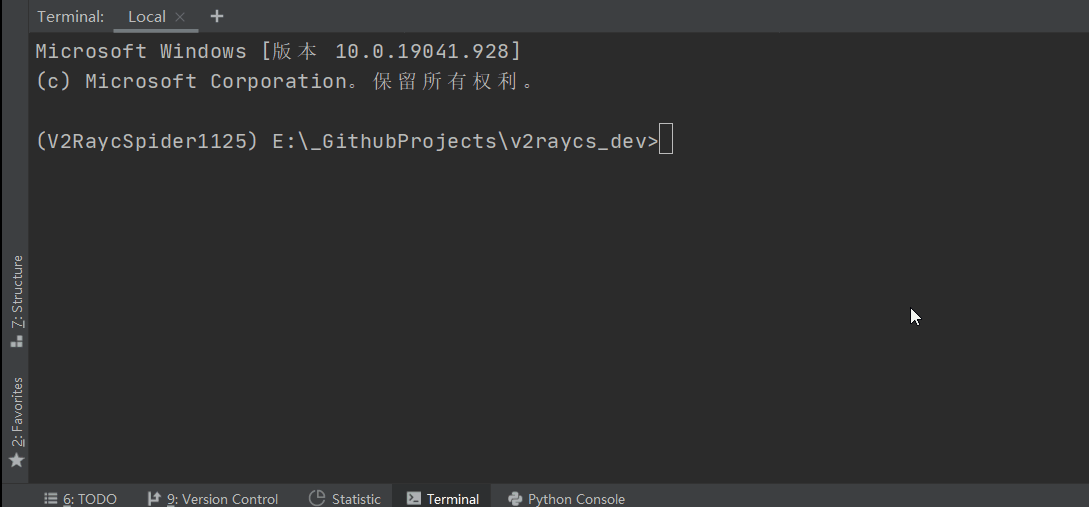 Terminal: Local × +
Microsoft Windows [版本 10.0.19041.928]
(c) Microsoft Corporation。保留所有权利。
(V2RaycSpider1125) E:\_GithubProjects\v2raycs_dev>
7: Structure
2: Favorites
6: TODO 9: Version Control Statistic Terminal Python Console